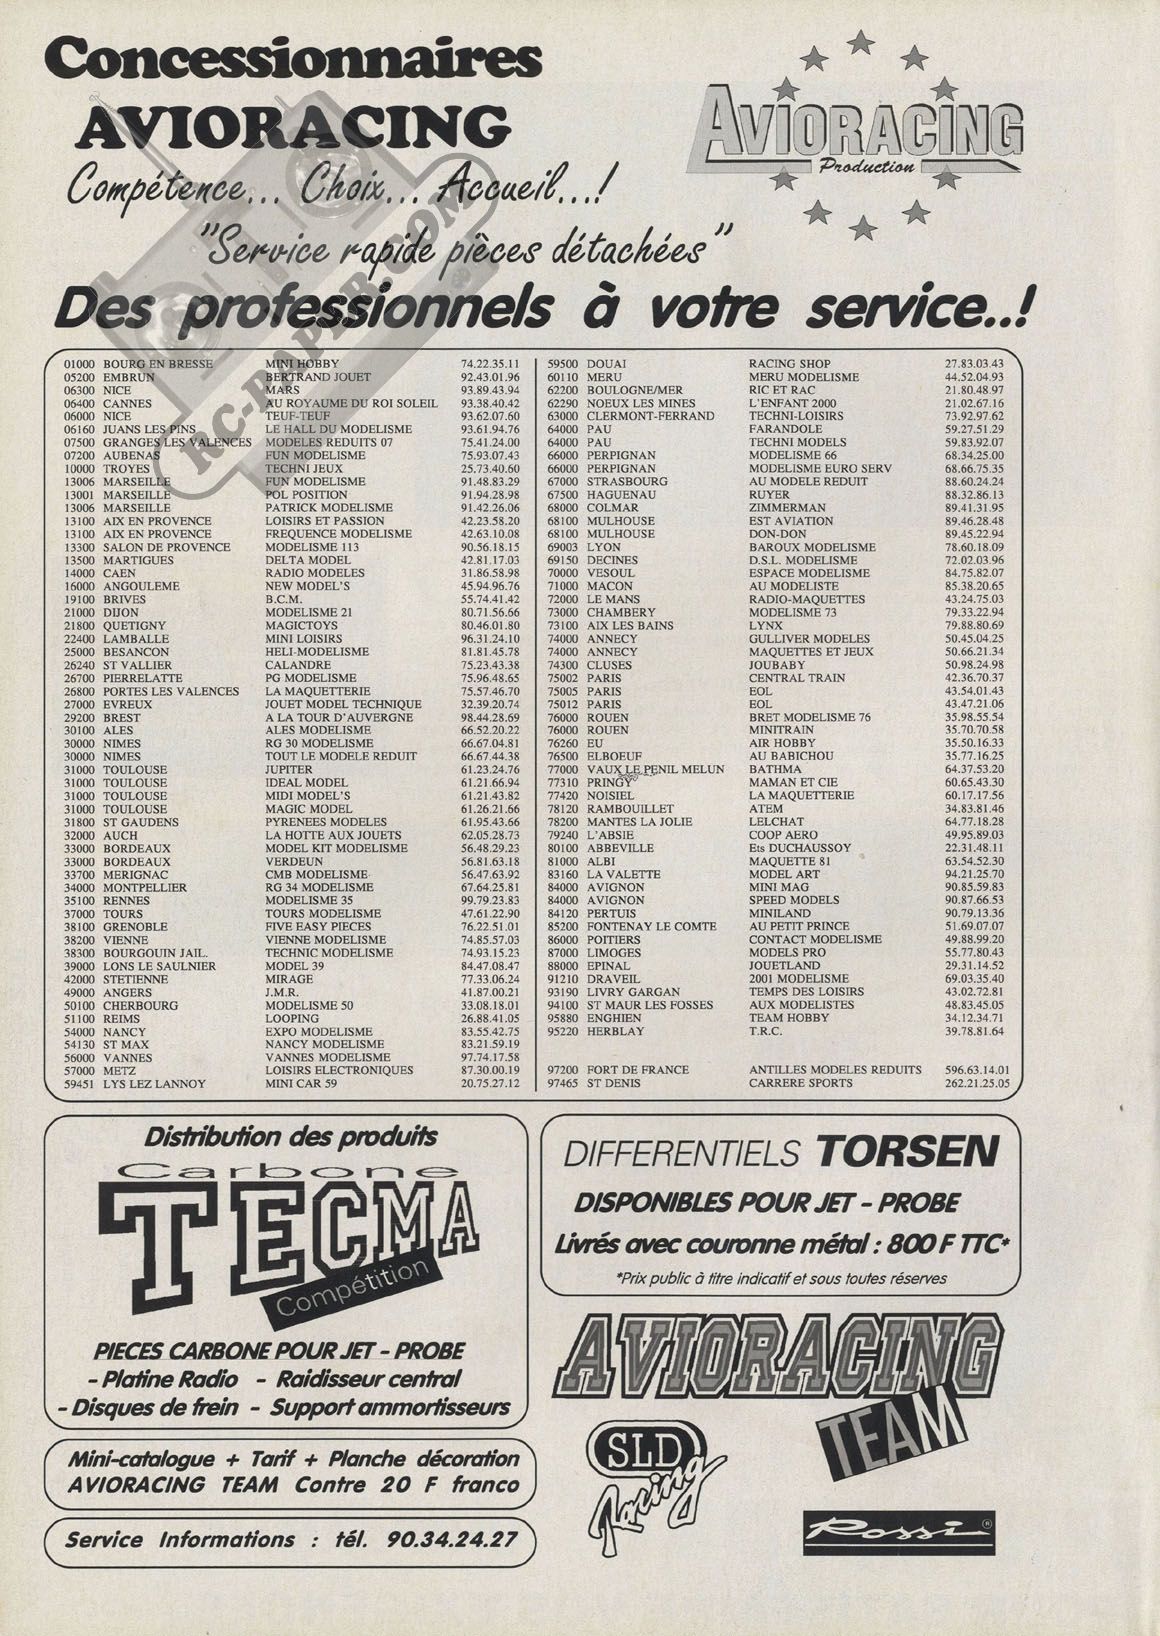 Concessionnaires
AVIORACING
Compétence... Choix... Accueil...!
"Service rapide pièces détachées"
AVIORACING
Production
RC-PAPER.COM
Des professionnels à votre service..!
01000 BOURG EN BRESSE MINI HOBBY 74.22.35.11
05200 EMBRUN BERTRAND JOUET 92.43.01.96
06300 NICE MARS 93.89.43.94
06400 CANNES AU ROYAUME DU ROI SOLEIL 93.38.40.42
06000 NICE TEUF-TEUF 93.62.07.60
06160 JUANS LES PINS LE HALL DU MODELISME 93.61.94.76
07500 GRANGES LES VALENCES MODELES REDUITS 07 75.41.24.00
07200 AUBENAS FUN MODELISME 75.93.07.43
10000 TROYES TECHNI JEUX 25.73.40.60
13006 MARSEILLE FUN MODELISME 91.48.83.29
13001 MARSEILLE POL POSITION 91.94.28.98
13006 MARSEILLE PATRICK MODELISME 91.42.26.06
13100 AIX EN PROVENCE LOISIRS ET PASSION 42.23.58.20
13100 AIX EN PROVENCE FREQUENCE MODELISME 42.63.10.08
13300 SALON DE PROVENCE MODELISME 113 90.56.18.15
13500 MARTIGUES DELTA MODEL 42.81.17.03
14000 CAEN RADIO MODELES 31.86.58.98
16000 ANGOULEME NEW MODEL'S 45.94.96.76
19100 BRIVES B.C.M. 55.74.41.42
21000 DIJON MODELISME 21 80.71.56.66
21800 QUETIGNY MAGICTOYS 80.46.01.80
22400 LAMBALLE MINI LOISIRS 96.31.24.10
25000 BESANCON HELI-MODELISME 81.81.45.78
26240 ST VALLIER CALANDRE 75.23.43.38
26700 PIERRELATTE PG MODELISME 75.96.48.65
26800 PORTES LES VALENCES LA MAQUETTERIE 75.57.46.70
27000 EVREUX JOUET MODEL TECHNIQUE 32.39.20.74
29200 BREST A LA TOUR D'AUVERGNE 98.44.28.69
30100 ALES ALES MODELISME 66.52.20.22
30000 NIMES RG 30 MODELISME 66.67.04.81
30000 NIMES TOUT LE MODELE REDUIT 66.67.44.38
31000 TOULOUSE JUPITER 61.23.24.76
31000 TOULOUSE IDEAL MODEL 61.21.66.94
31000 TOULOUSE MIDI MODEL'S 61.21.43.82
31000 TOULOUSE MAGIC MODEL 61.26.21.66
31800 ST GAUDENS PYRENEES MODELES 61.95.43.66
32000 AUCH LA HOTTE AUX JOUETS 62.05.28.73
33000 BORDEAUX MODEL KIT MODELISME 56.48.29.23
33000 BORDEAUX VERDEUN 56.81.63.18
33700 MERIGNAC CMB MODELISME 56.47.63.92
34000 MONTPELLIER RG 34 MODELISME 67.64.25.81
35100 RENNES MODELISME 35 99.79.23.83
37000 TOURS TOURS MODELISME 47.61.22.90
38100 GRENOBLE FIVE EASY PIECES 76.22.51.01
38200 VIENNE VIENNE MODELISME 74.85.57.03
38300 BOURGOUIN JAIL. TECHNIC MODELISME 74.93.15.23
39000 LONS LE SAULNIER MODEL 39 84.47.08.47
42000 STETIENNE MIRAGE 77.33.06.24
49000 ANGERS J.M.R. 41.87.00.21
50100 CHERBOURG MODELISME 50 33.08.18.01
51100 REIMS LOOPING 26.88.41.05
54000 NANCY EXPO MODELISME 83.55.42.75
54130 ST MAX NANCY MODELISME 83.21.59.19
56000 VANNES VANNES MODELISME 97.74.17.58
57000 METZ LOISIRS ELECTRONIQUES 87.30.00.19
59451 LYS LEZ LANNOY MINI CAR 59 20.75.27.12
59500 DOUAI RACING SHOP 27.83.03.43
60110 MERU MERU MODELISME 44.52.04.93
62200 BOULOGNE/MER RIC ET RAC 21.80.48.97
62290 NOEUX LES MINES L'ENFANT 2000 21.02.67.16
63000 CLERMONT-FERRAND TECHNI-LOISIRS 73.92.97.62
64000 PAU FARANDOLE 59.27.51.29
64000 PAU TECHNI MODELS 59.83.92.07
66000 PERPIGNAN MODELISME 66 68.34.25.00
66000 PERPIGNAN MODELISME EURO SERV 68.66.75.35
67000 STRASBOURG AU MODELE REDUIT 88.60.24.24
67500 HAGUENAU RUYER 88.32.86.13
68000 COLMAR ZIMMERMAN 89.41.31.95
68100 MULHOUSE EST AVIATION 89.46.28.48
68100 MULHOUSE DON-DON 89.45.22.94
69003 LYON BAROUX MODELISME 78.60.18.09
69150 DECINES D.S.L. MODELISME 72.02.03.96
70000 VESOUL ESPACE MODELISME 84.75.82.07
71000 MACON AU MODELISTE 85.38.20.65
72000 LE MANS RADIO-MAQUETTES 43.24.75.03
73000 CHAMBERY MODELISME 73 79.33.22.94
73100 AIX LES BAINS LYNX 79.88.80.69
74000 ANNECY GULLIVER MODELES 50.45.04.25
74000 ANNECY MAQUETTES ET JEUX 50.66.21.34
74300 CLUSES JOUBABY 50.98.24.98
75002 PARIS CENTRAL TRAIN 42.36.70.37
75005 PARIS EOL 43.54.01.43
75012 PARIS EOL 43.47.21.06
76000 ROUEN BRET MODELISME 76 35.98.55.54
76000 ROUEN MINITRAIN 35.70.70.58
76260 EU AIR HOBBY 35.50.16.33
76500 ELBOEUF AU BABICHOU 35.77.16.25
77000 VAUX LE PENIL MELUN BATHMA 64.37.53.20
77310 PRINGY MAMAN ET CIE 60.65.43.30
77420 NOISIEL LA MAQUETTERIE 60.17.17.56
78120 RAMBOUILLET ATEM 34.83.81.46
78200 MANTES LA JOLIE LELCHAT 64.77.18.28
79240 L'ABSIE COOP AERO 49.95.89.03
80100 ABBEVILLE Ets DUCHAUSSOY 22.31.48.11
81000 ALBI MAQUETTE 81 63.54.52.30
83160 LA VALETTE MODEL ART 94.21.25.70
84000 AVIGNON MINI MAG 90.85.59.83
84000 AVIGNON SPEED MODELS 90.87.66.53
84120 PERTUIS MINILAND 90.79.13.36
85200 FONTENAY LE COMTE AU PETIT PRINCE 51.69.07.07
86000 POITIERS CONTACT MODELISME 49.88.99.20
87000 LIMOGES MODELS PRO 55.77.80.43
88000 EPINAL JOUETLAND 29.31.14.52
91210 DRAVEIL 2001 MODELISME 69.03.35.40
93190 LIVRY GARGAN TEMPS DES LOISIRS 43.02.72.81
94100 ST MAUR LES FOSSES AUX MODELISTES 48.83.45.05
95880 ENGHIEN TEAM HOBBY 34.12.34.71
95220 HERBLAY T.R.C. 39.78.81.64
97200 FORT DE FRANCE ANTILLES MODELES REDUITS 596.63.14.01
97465 ST DENIS CARRERE SPORTS 262.21.25.05
Distribution des produits
Carbone
TECMA
Compétition
PIECES CARBONE POUR JET - PROBE
- Platine Radio - Raidisseur central
- Disques de frein - Support ammortisseurs
Mini-catalogue + Tarif + Planche décoration
AVIORACING TEAM Contre 20 F franco
Service Informations : tél. 90.34.24.27
DIFFERENTIELS TORSEN
DISPONIBLES POUR JET - PROBE
Livrés avec couronne métal : 800 F TTC*
*Prix public à titre indicatif et sous toutes réserves
AVIORACING
TEAM
SLD
Racing
Rossi ®